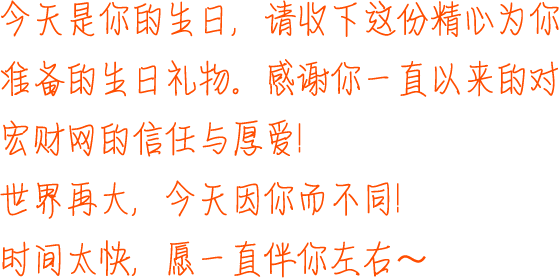 今天是你的生日，请收下这份精心为你
准备的生日礼物。感谢你一直以来的对
宏财网的信任与厚爱!
世界再大，今天因你而不同!
时间太快，愿一直伴你左右～